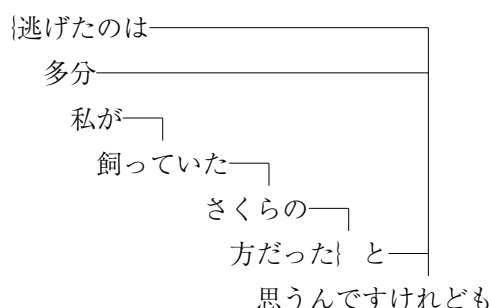 {逃げたのは
多分
私が
飼っていた
さくらの
方だった{ と
思うんですけれども